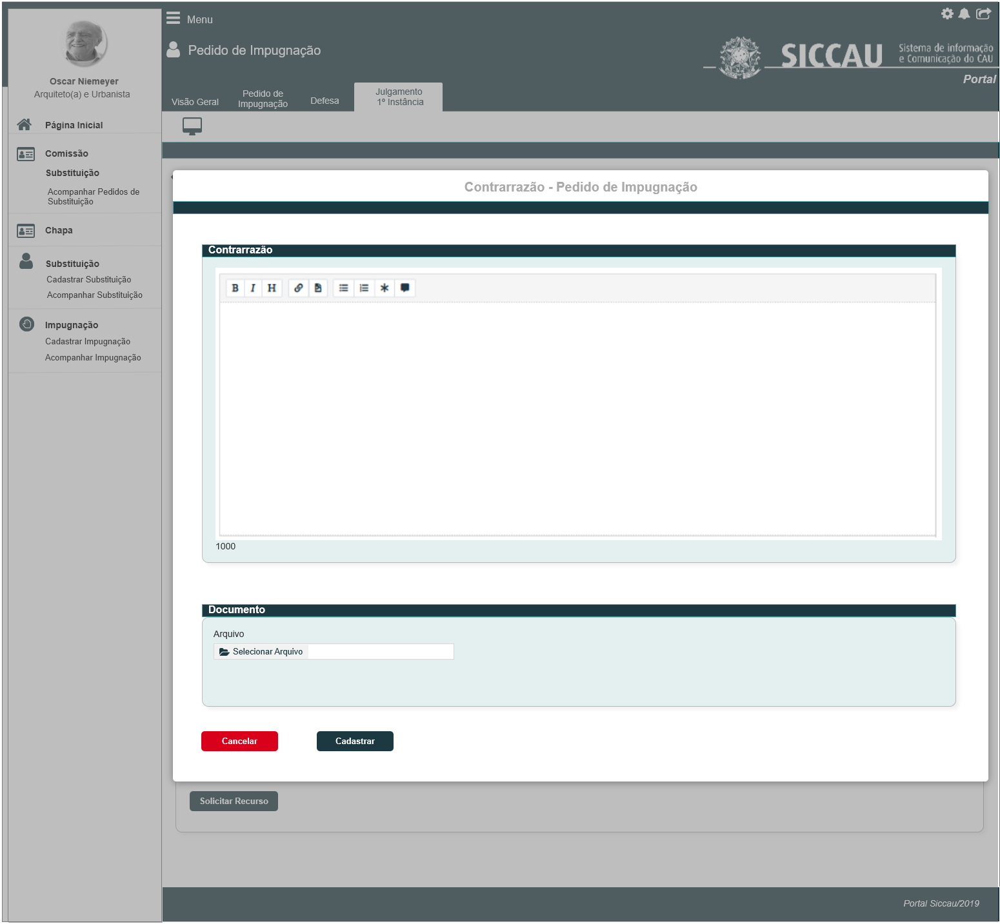 Menu
Pedido de Impugnação
SICCAU
Sistema de informação
e Comunicação do CAU
Portal
Oscar Niemeyer
Arquiteto(a) e Urbanista
Visão Geral
Pedido de
Impugnação
Defesa
Julgamento
1º Instância
Página Inicial
Comissão
Substituição
Acompanhar Pedidos de
Substituição
Chapa
Substituição
Cadastrar Substituição
Acompanhar Substituição
Impugnação
Cadastrar Impugnação
Acompanhar Impugnação
Contrarrazão - Pedido de Impugnação
Contrarrazão
B I H
1000
Documento
Arquivo
Selecionar Arquivo
Cancelar
Cadastrar
Solicitar Recurso
Portal Siccau/2019